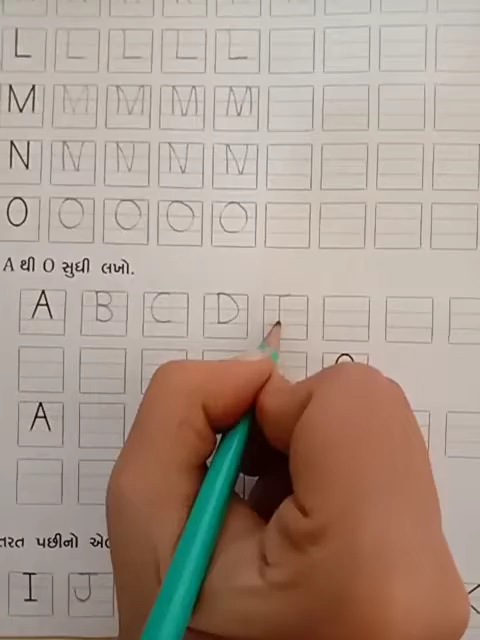 L L L L L
M M M M M
N N N N N
O O O O O
A થી O સુધી લખો.
A B C D
A
તરત પછીનો
I J